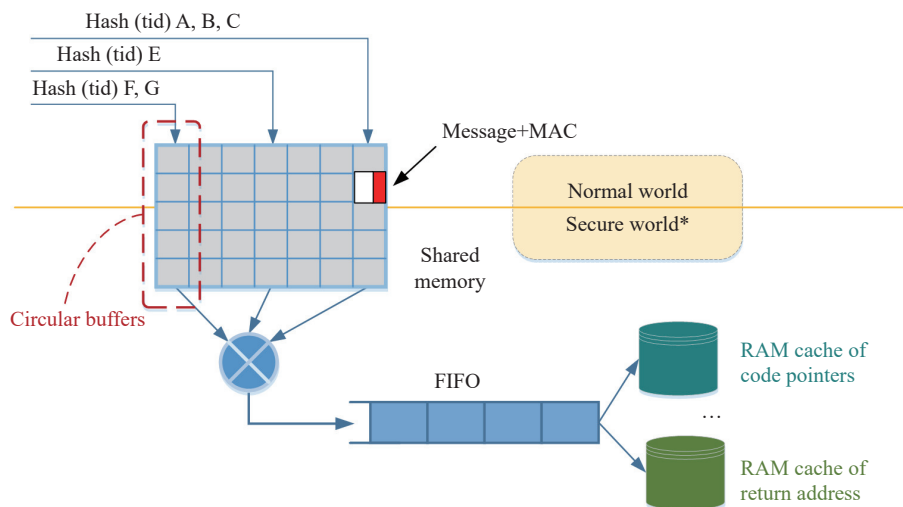 Hash (tid) A, B, C
Hash (tid) E
Hash (tid) F, G
Message+MAC
Normal world
Secure world*
Shared
memory
Circular buffers
FIFO
RAM cache of
code pointers
...
RAM cache of
return address